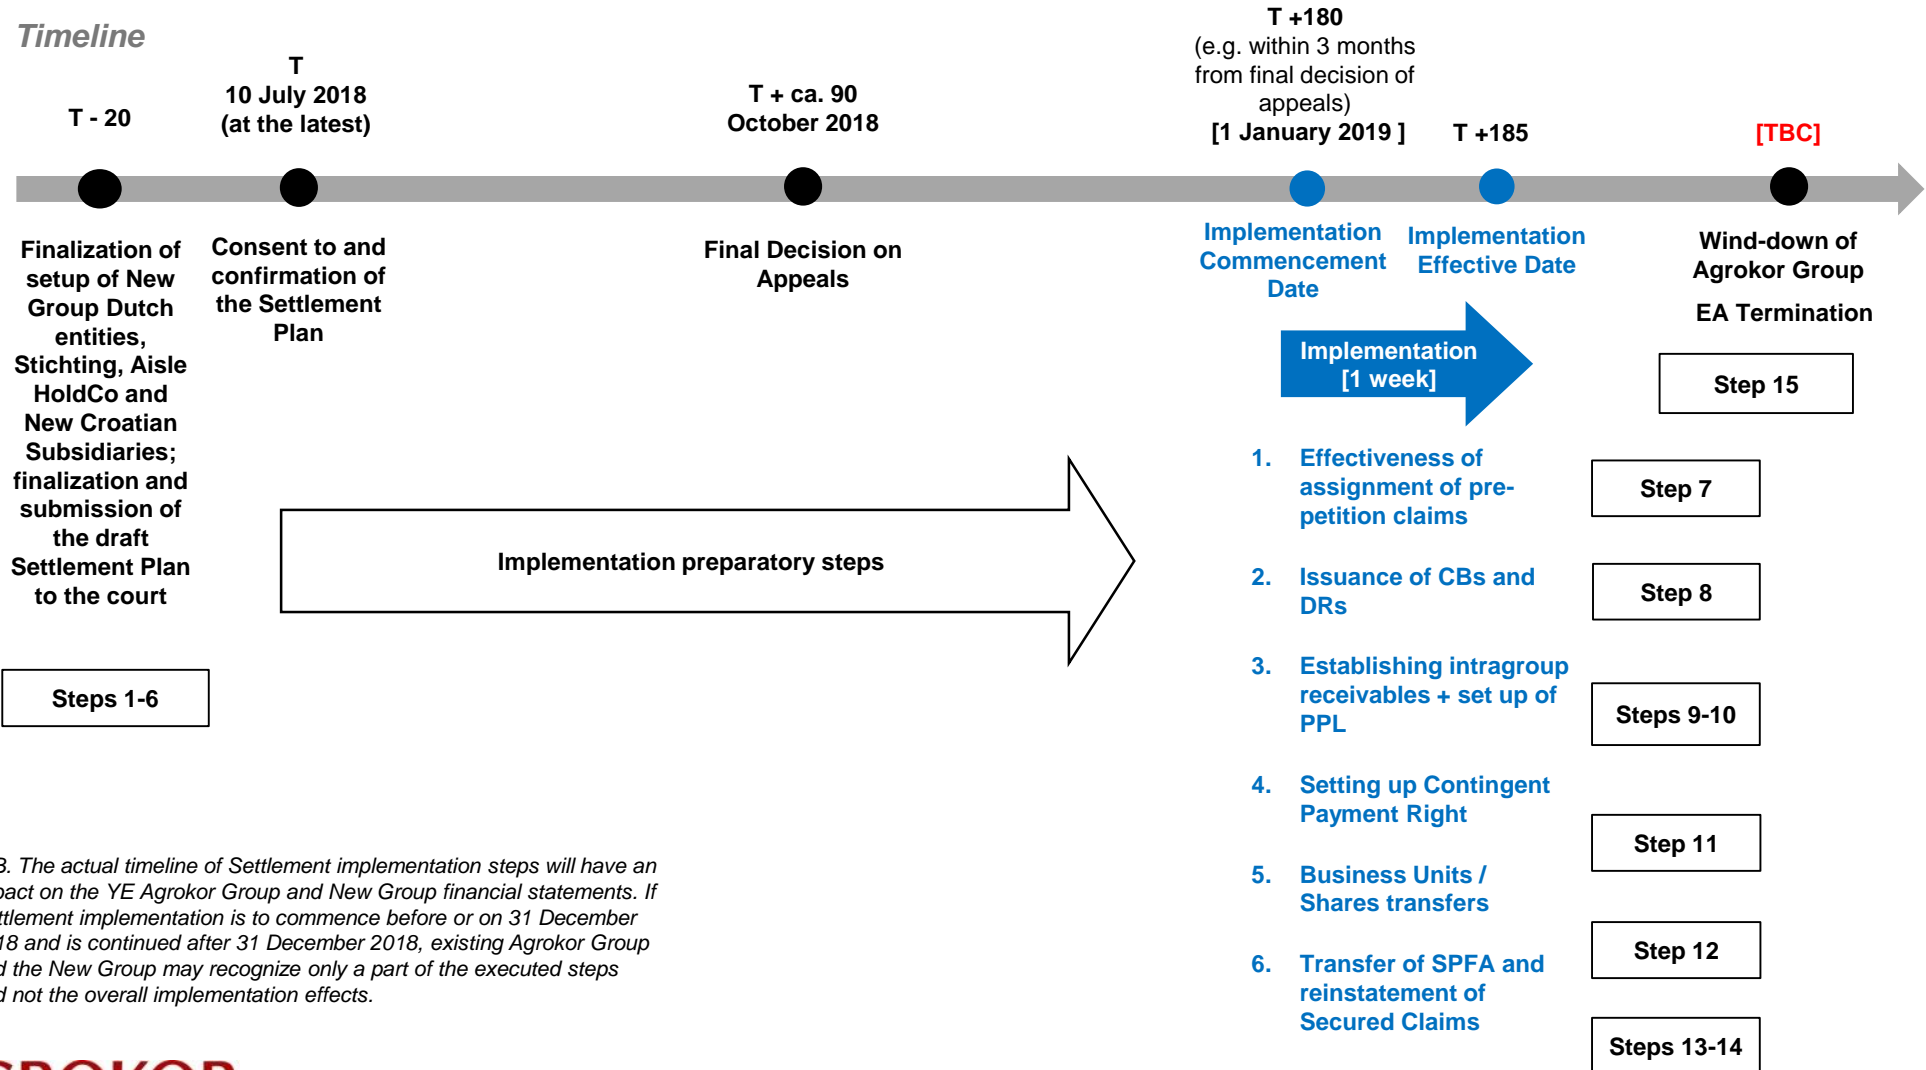 Timeline
T - 20
T
10 July 2018
(at the latest)
T + ca. 90
October 2018
T +180
(e.g. within 3 months
from final decision of
appeals)
[1 January 2019 ]
T +185
[TBC]
Finalization of
setup of New
Group Dutch
entities,
Stichting, Aisle
HoldCo and
New Croatian
Subsidiaries;
finalization and
submission of
the draft
Settlement Plan
to the court
Steps 1-6
Consent to and
confirmation of
the Settlement
Plan
Final Decision on
Appeals
Implementation preparatory steps
Implementation
Commencement
Date
Implementation
Effective Date
Implementation
[1 week]
Wind-down of
Agrokor Group
EA Termination
Step 15
1. Effectiveness of
assignment of pre-
petition claims
Step 7
2. Issuance of CBs and
DRs
Step 8
3. Establishing intragroup
receivables + set up of
PPL
Steps 9-10
4. Setting up Contingent
Payment Right
Step 11
5. Business Units /
Shares transfers
Step 12
6. Transfer of SPFA and
reinstatement of
Secured Claims
Steps 13-14
B. The actual timeline of Settlement implementation steps will have an
pact on the YE Agrokor Group and New Group financial statements. If
ttlement implementation is to commence before or on 31 December
18 and is continued after 31 December 2018, existing Agrokor Group
d the New Group may recognize only a part of the executed steps
d not the overall implementation effects.